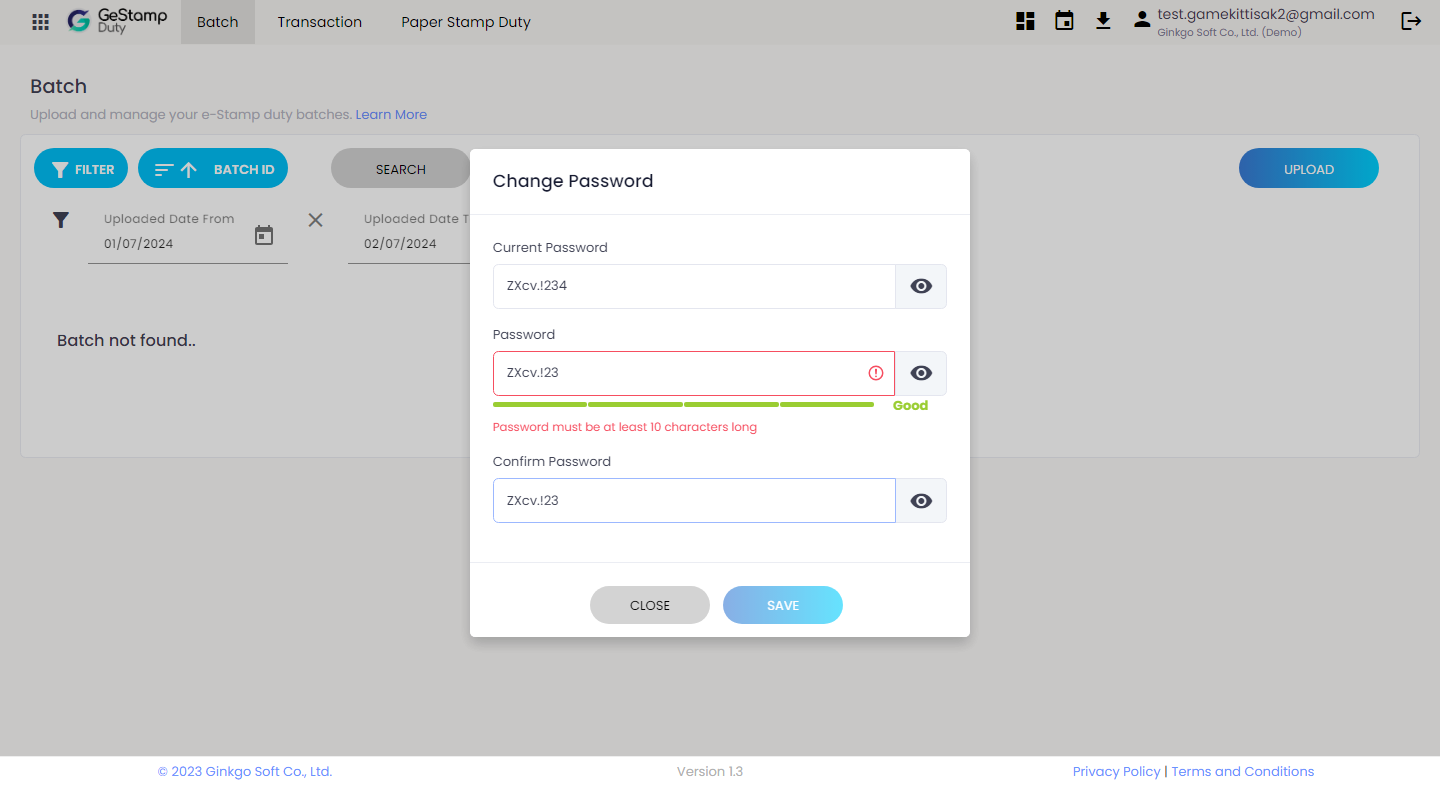 GeStamp
Duty
Batch
Transaction
Paper Stamp Duty
test.gamekittisak2@gmail.com
Ginkgo Soft Co., Ltd. (Demo)
Batch
Upload and manage your e-Stamp duty batches. Learn More
FILTER
BATCH ID
SEARCH
UPLOAD
Uploaded Date From
01/07/2024
Uploaded Date T
02/07/2024
Batch not found..
Change Password
Current Password
ZXcv.!234
Password
ZXcv.!23
Good
Password must be at least 10 characters long
Confirm Password
ZXcv.!23
CLOSE
SAVE
© 2023 Ginkgo Soft Co., Ltd.
Version 1.3
Privacy Policy | Terms and Conditions